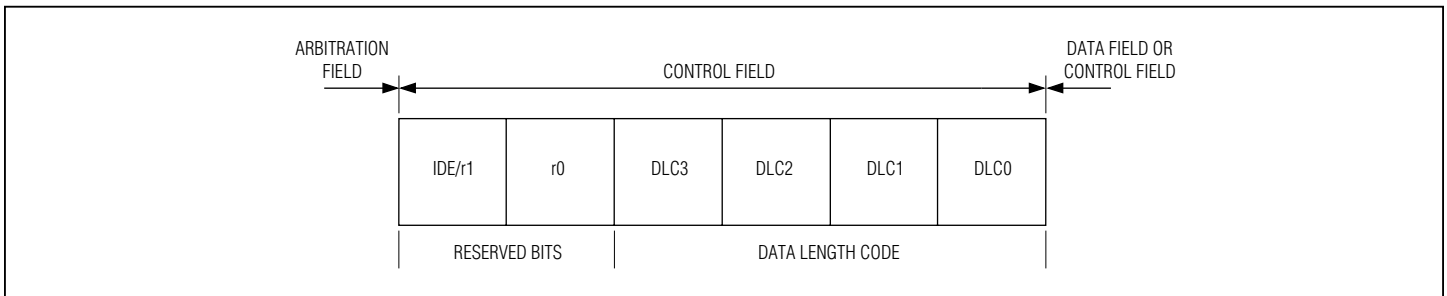 ARBITRATION
FIELD
CONTROL FIELD
DATA FIELD OR
CONTROL FIELD
IDE/r1
r0
DLC3
DLC2
DLC1
DLC0
RESERVED BITS
DATA LENGTH CODE